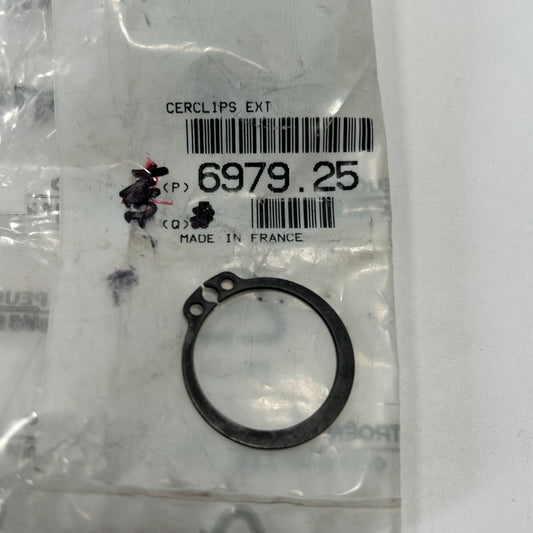 CERCLIPS EXT
(P) 6979.25
(Q)
MADE IN FRANCE